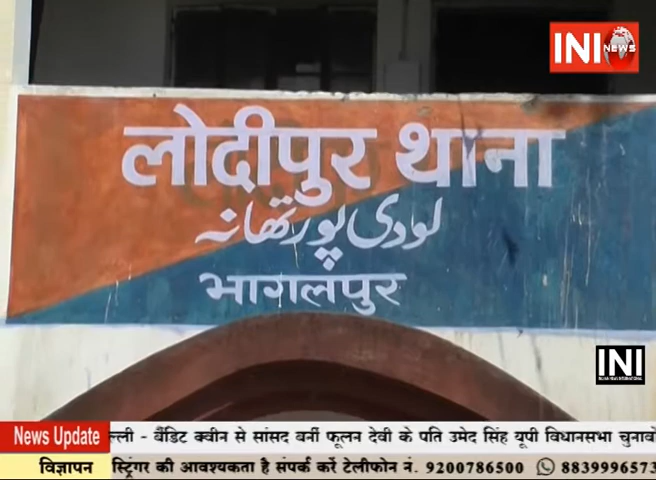 INI NEWS
लोदीपुर थाना
لودی پور تھانہ
भागलपुर
INI
News Update
ल्ली - बैंडिट क्वीन से सांसद बनीं फूलन देवी के पति उमेद सिंह यूपी विधानसभा चुनावों
विज्ञापन
स्ट्रिंगर की आवश्यकता है संपर्क करें टेलीफोन नं. 9200786500 8839996573